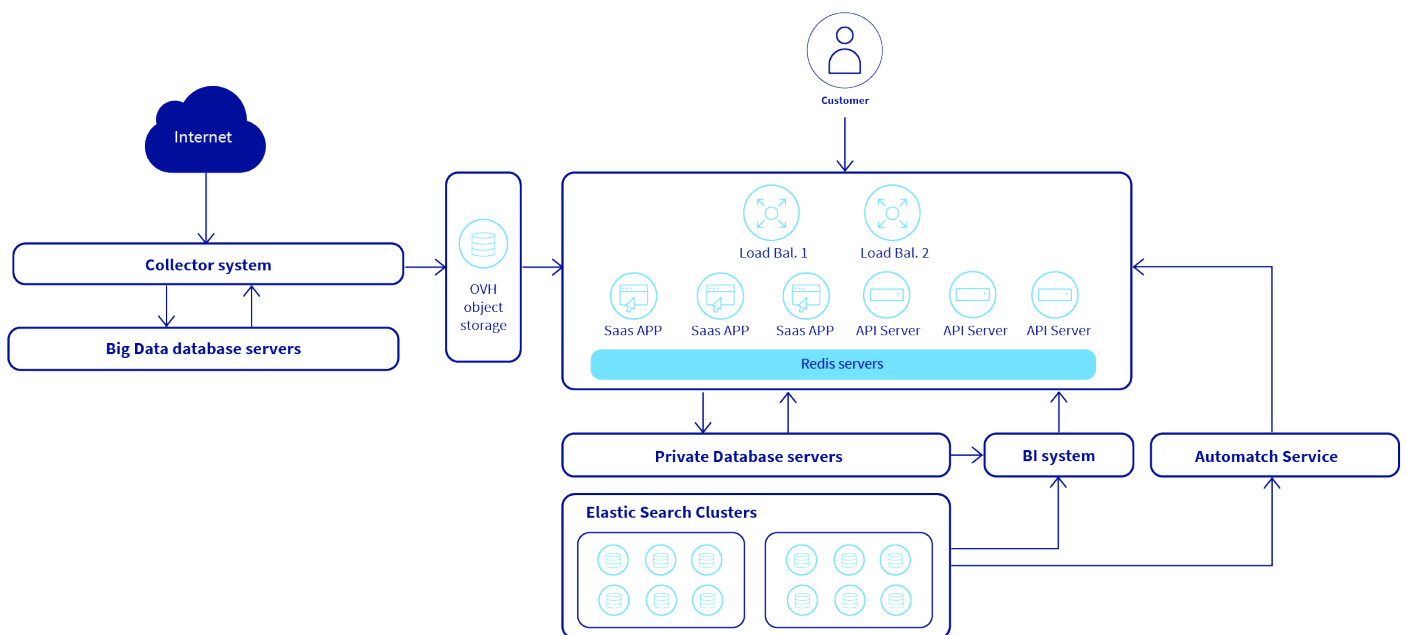 Customer
Internet
Collector system
Big Data database servers
OVH
object
storage
Load Bal. 1
Load Bal. 2
Saas APP
Saas APP
Saas APP
API Server
API Server
API Server
Redis servers
Private Database servers
BI system
Automatch Service
Elastic Search Clusters